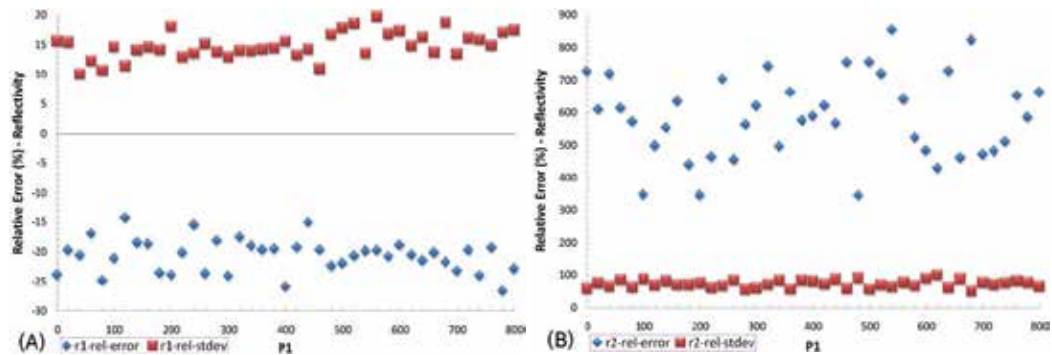 Relative Error (%) - Reflectivity
20
15
10
5
0
-5
-10
-15
-20
-25
-30
0 100 200 300 400 500 600 700 800
(A)
r1-rel-error r1-rel-stdev P1
Relative Error (%) - Reflectivity
900
800
700
600
500
400
300
200
100
0
0 100 200 300 400 500 600 700 800
(B)
r2-rel-error r2-rel-stdev P1